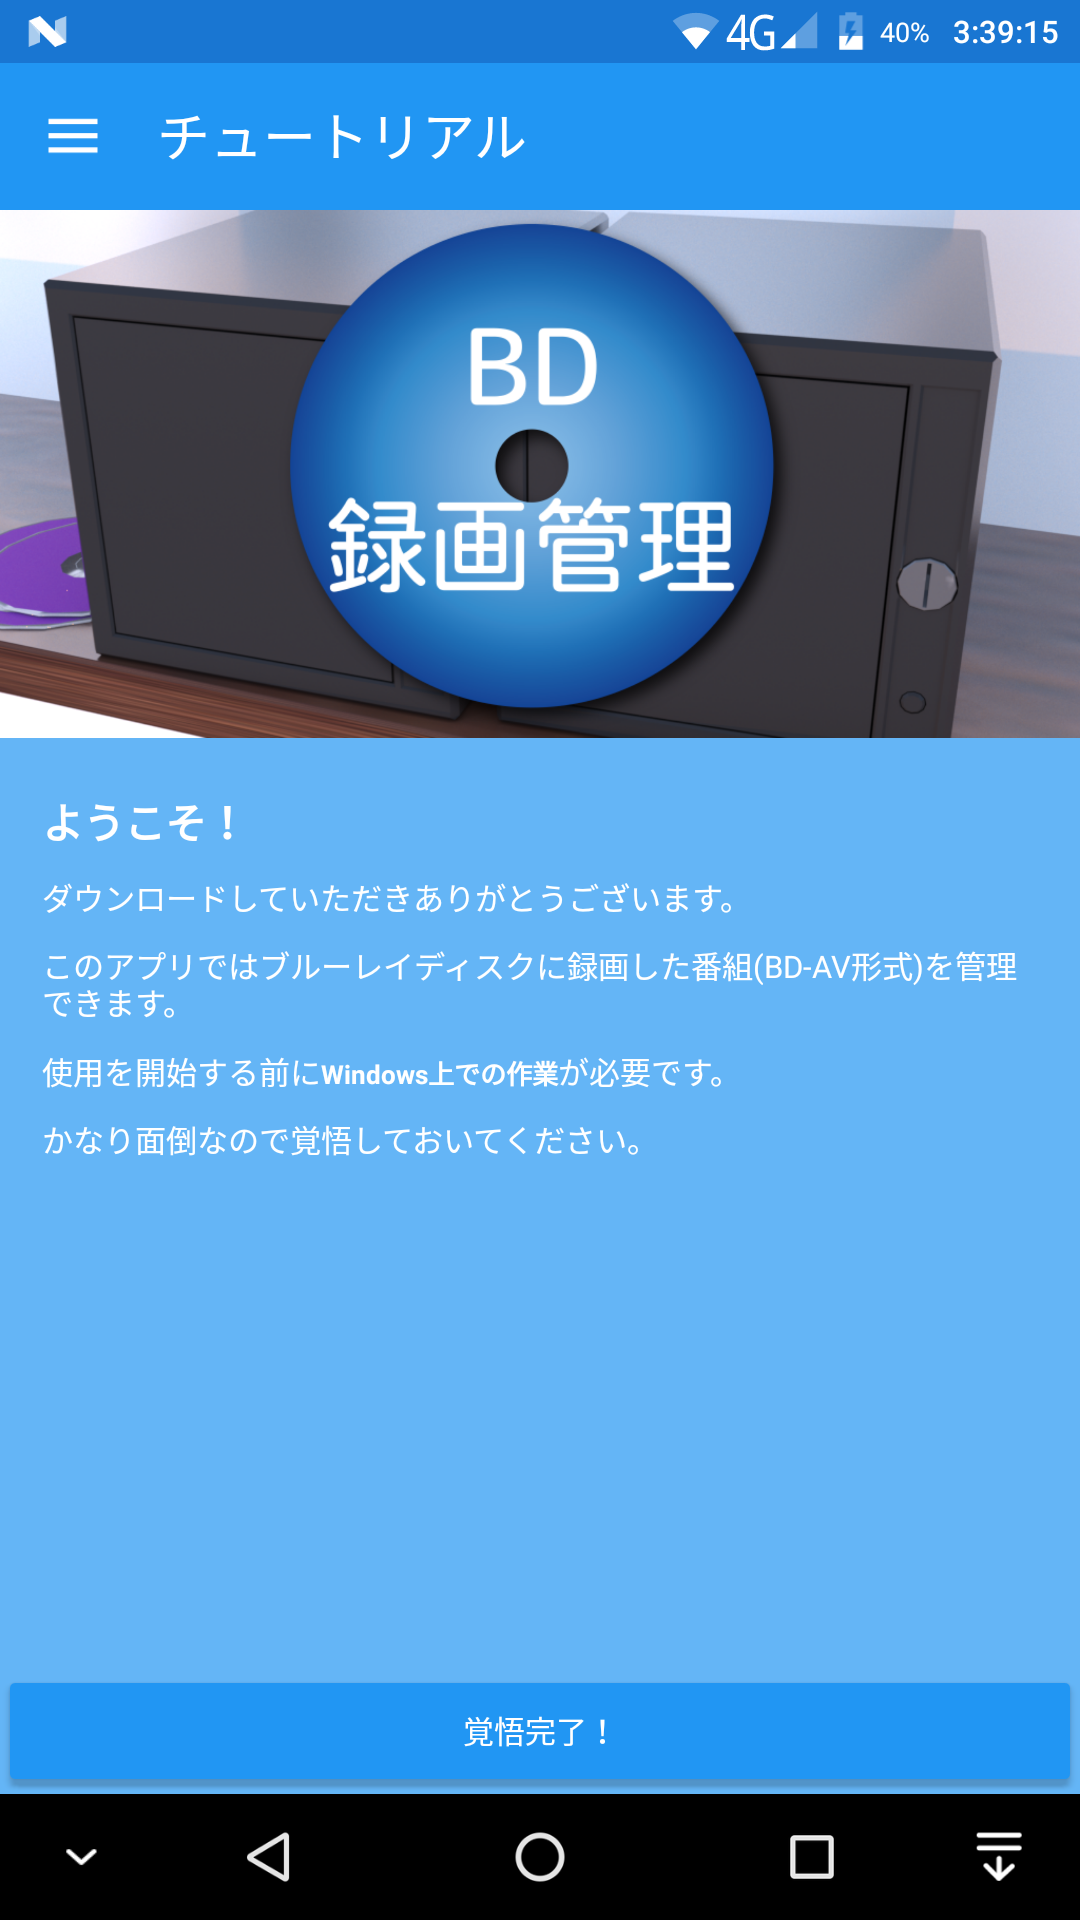 4G 40% 3:39:15
チュートリアル
BD
録画管理
ようこそ！
ダウンロードしていただきありがとうございます。
このアプリではブルーレイディスクに録画した番組(BD-AV形式)を管理
できます。
使用を開始する前にWindows上での作業が必要です。
かなり面倒なので覚悟しておいてください。
覚悟完了！